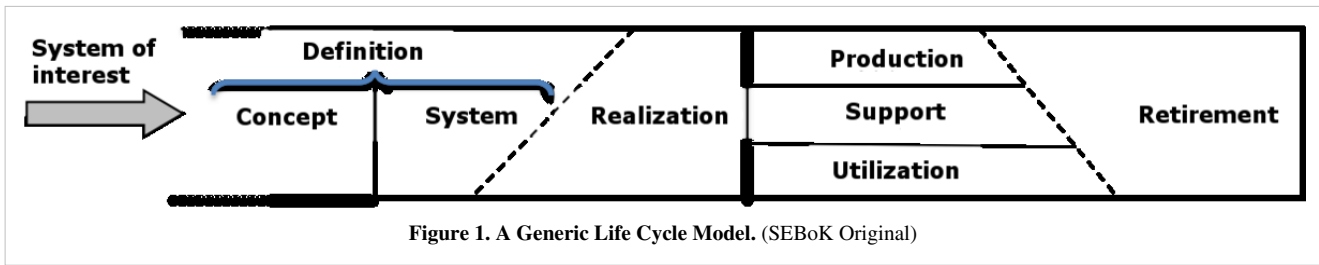 System of
interest
Definition
Concept
System
Realization
Production
Support
Utilization
Retirement
Figure 1. A Generic Life Cycle Model. (SEBoK Original)